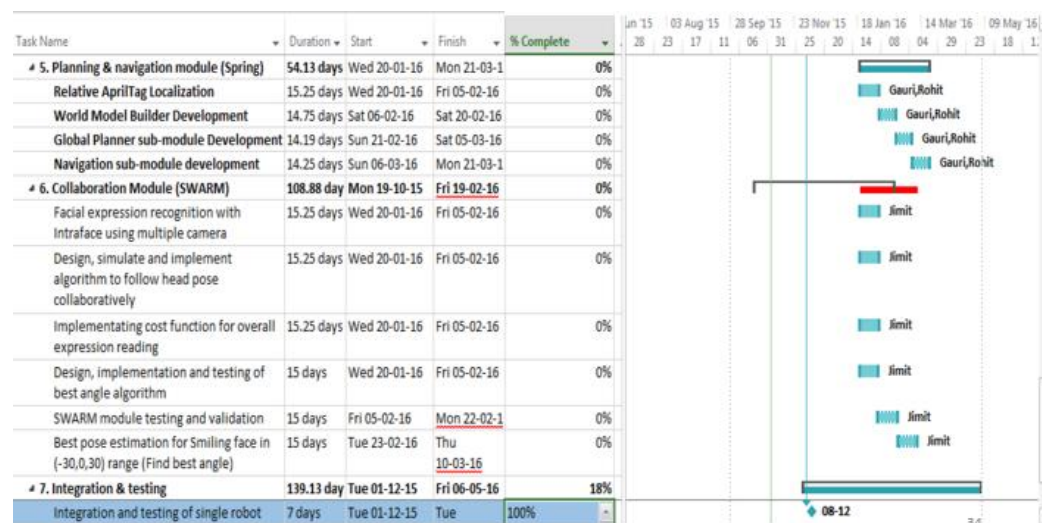 un '15 03 Aug '15 28 Sep '15 23 Nov '15 18 Jan '16 14 Mar '16 09 May '16
Task Name Duration Start Finish % Complete 28 23 17 11 06 31 25 20 14 08 04 29 23 18 1
5. Planning & navigation module (Spring) 54.13 days Wed 20-01-16 Mon 21-03-1 0%
Relative AprilTag Localization 15.25 days Wed 20-01-16 Fri 05-02-16 0% Gauri,Rohit
World Model Builder Development 14.75 days Sat 06-02-16 Sat 20-02-16 0% Gauri,Rohit
Global Planner sub-module Development 14.19 days Sun 21-02-16 Sat 05-03-16 0% Gauri,Rohit
Navigation sub-module development 14.25 days Sun 06-03-16 Mon 21-03-1 0% Gauri,Rohit
6. Collaboration Module (SWARM) 108.88 day Mon 19-10-15 Fri 19-02-16 0%
Facial expression recognition with 15.25 days Wed 20-01-16 Fri 05-02-16 0% Jimit
Intraface using multiple camera
Design, simulate and implement 15.25 days Wed 20-01-16 Fri 05-02-16 0% Jimit
algorithm to follow head pose
collaboratively
Implementating cost function for overall 15.25 days Wed 20-01-16 Fri 05-02-16 0% Jimit
expression reading
Design, implementation and testing of 15 days Wed 20-01-16 Fri 05-02-16 0% Jimit
best angle algorithm
SWARM module testing and validation 15 days Fri 05-02-16 Mon 22-02-1 0% Jimit
Best pose estimation for Smiling face in 15 days Tue 23-02-16 Thu 0% Jimit
(-30,0,30) range (Find best angle) 10-03-16
7. Integration & testing 139.13 day Tue 01-12-15 Fri 06-05-16 18%
Integration and testing of single robot 7 days Tue 01-12-15 Tue 100% 08-12